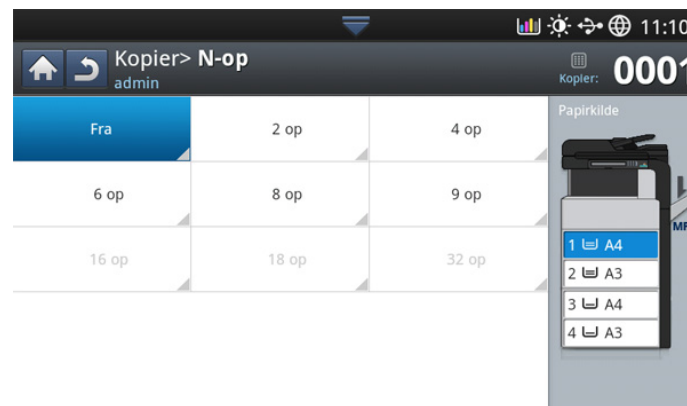 11:10
Kopier> N-op
admin
Kopier: 0001
Fra
2 op
4 op
Papirkilde
6 op
8 op
9 op
16 op
18 op
32 op
1 A4
2 A3
3 A4
4 A3